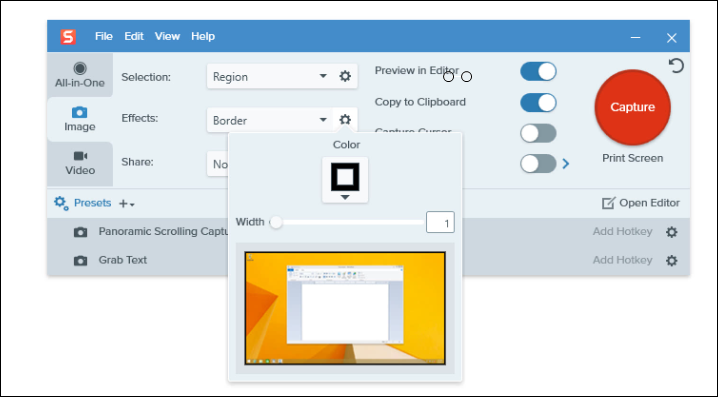 S File Edit View Help
All-in-One
Image
Video
Selection: Region
Effects: Border
Share: No
Preview in Editor
Copy to Clipboard
Capture Cursor
Capture
Print Screen
Color
Width 1
Presets
Open Editor
Panoramic Scrolling Captu Add Hotkey
Grab Text Add Hotkey